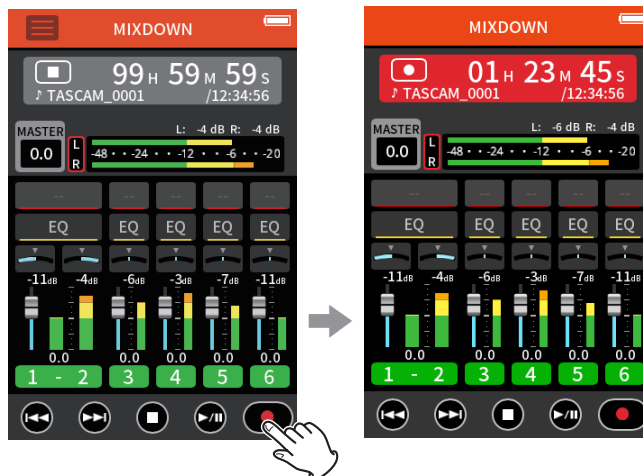 MIXDOWN
99 H 59 M 59 S
♪ TASCAM_0001 /12:34:56
MASTER L: -4 dB R: -4 dB
0.0 L R -48 · · -24 · · -12 · · -6 · · -20
-- -- -- -- --
EQ EQ EQ EQ EQ
-11dB -4dB -6dB -3dB -7dB -11dB
0.0 0.0 0.0 0.0 0.0
1 - 2 3 4 5 6
MIXDOWN
01 H 23 M 45 S
♪ TASCAM_0001 /12:34:56
MASTER L: -6 dB R: -4 dB
0.0 L R -48 · · -24 · · -12 · · -6 · · -20
-- -- -- -- --
EQ EQ EQ EQ EQ
-11dB -4dB -6dB -3dB -7dB -11dB
0.0 0.0 0.0 0.0 0.0
1 - 2 3 4 5 6